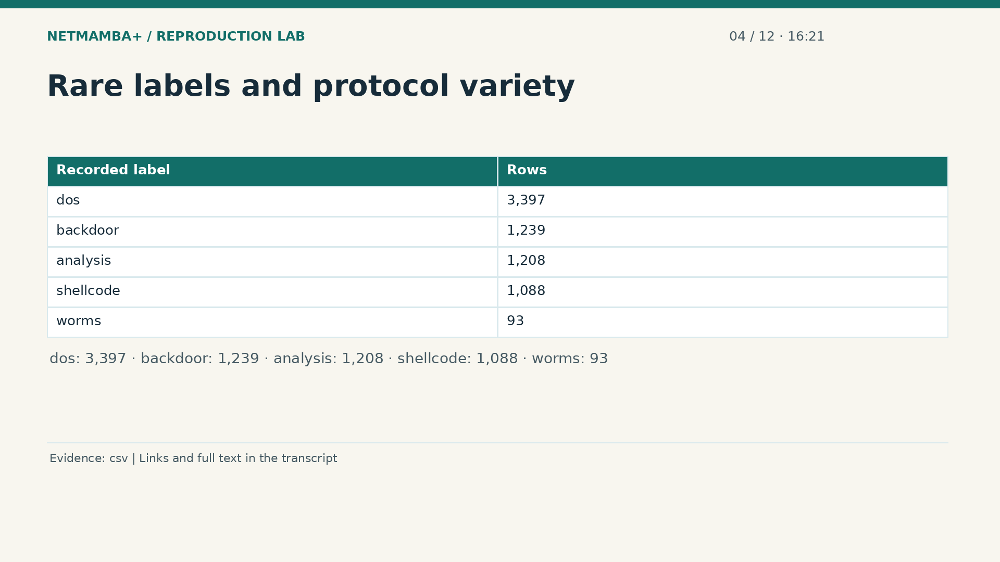 NETMAMBA+ / REPRODUCTION LAB
04 / 12 · 16:21
Rare labels and protocol variety
Recorded label Rows
dos 3,397
backdoor 1,239
analysis 1,208
shellcode 1,088
worms 93
dos: 3,397 · backdoor: 1,239 · analysis: 1,208 · shellcode: 1,088 · worms: 93
Evidence: csv | Links and full text in the transcript